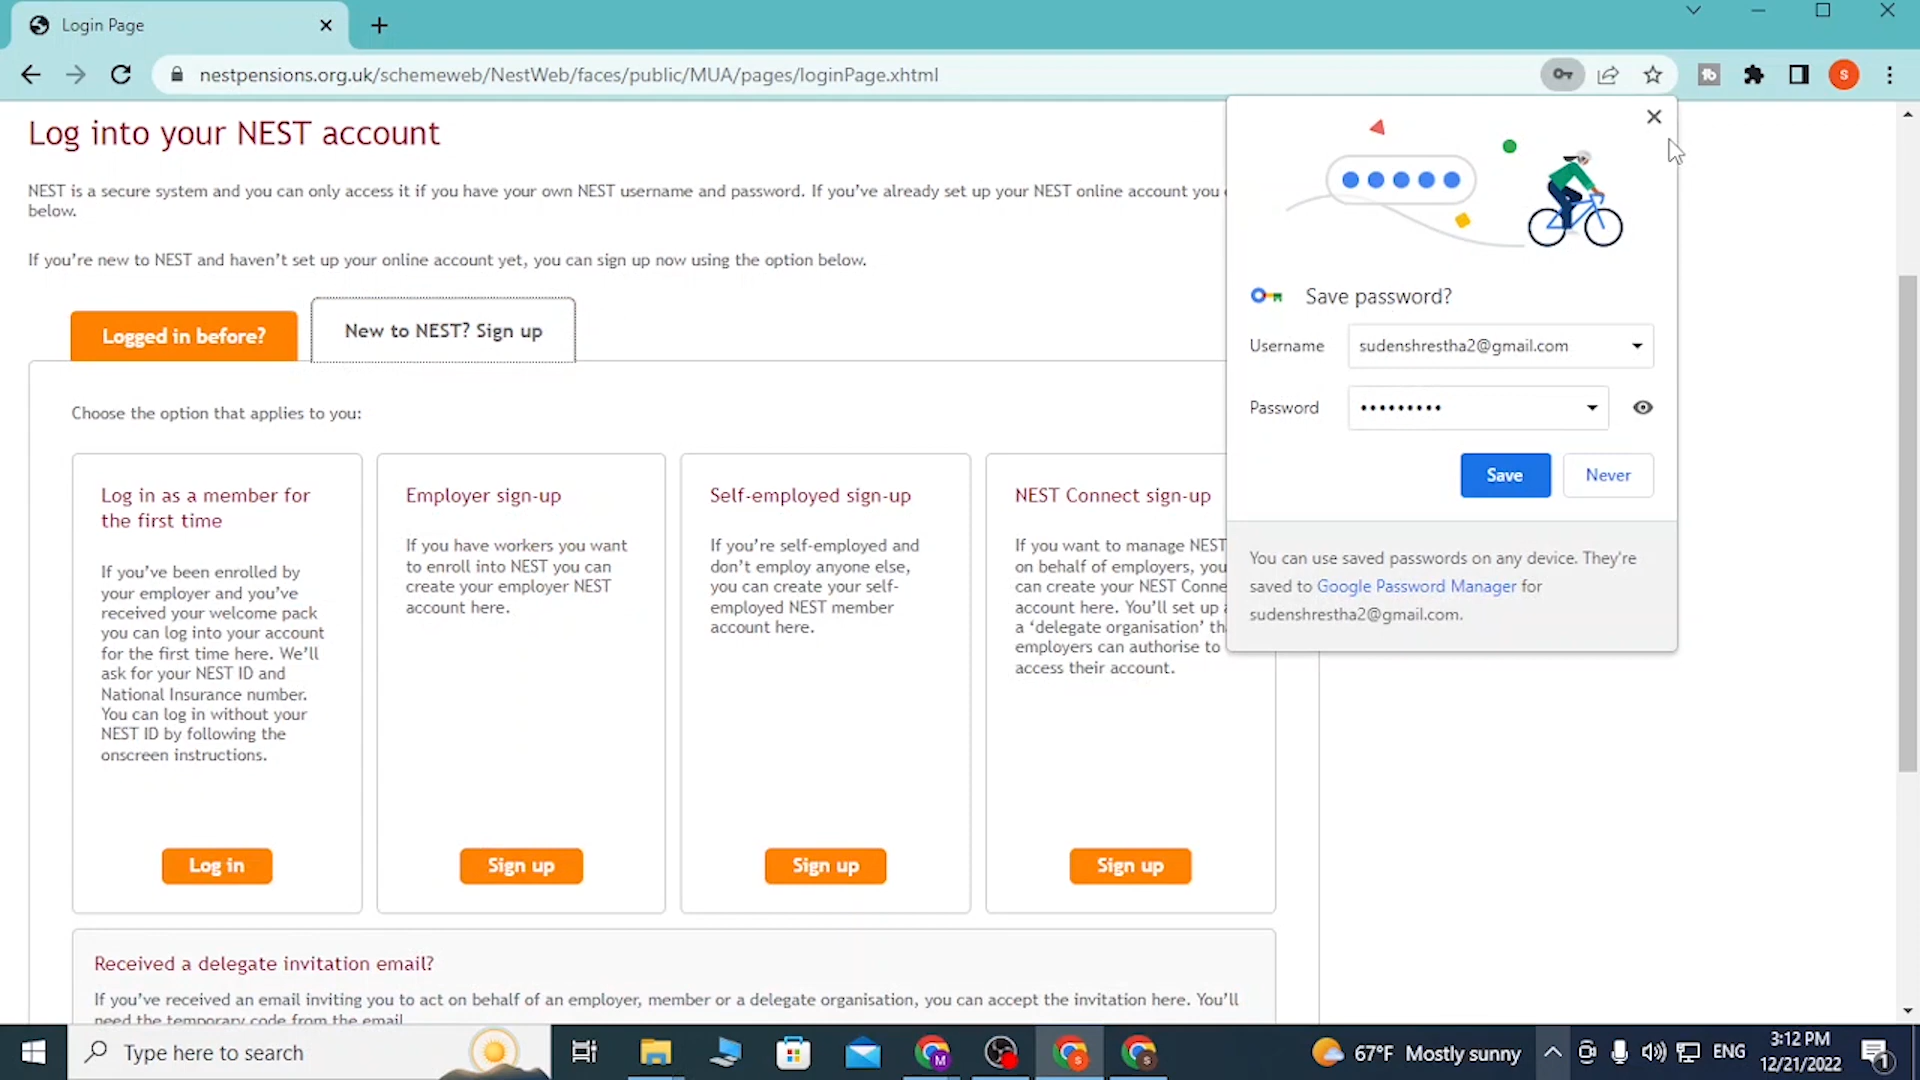 Login Page
nestpensions.org.uk/schemeweb/NestWeb/faces/public/MUA/pages/loginPage.xhtml
S
Log into your NEST account
NEST is a secure system and you can only access it if you have your own NEST username and password. If you've already set up your NEST online account you
below.
If you're new to NEST and haven't set up your online account yet, you can sign up now using the option below.
Logged in before?
New to NEST? Sign up
Choose the option that applies to you:
Log in as a member for
the first time
If you've been enrolled by
your employer and you've
received your welcome pack
you can log into your account
for the first time here. We'll
ask for your NEST ID and
National Insurance number.
You can log in without your
NEST ID by following the
onscreen instructions.
Log in
Employer sign-up
If you have workers you want
to enroll into NEST you can
create your employer NEST
account here.
Sign up
Self-employed sign-up
If you're self-employed and
don't employ anyone else,
you can create your self-
employed NEST member
account here.
Sign up
NEST Connect sign-up
If you want to manage NEST
on behalf of employers, you
can create your NEST Conne
account here. You'll set up
a 'delegate organisation' th
employers can authorise to
access their account.
Sign up
Received a delegate invitation email?
If you've received an email inviting you to act on behalf of an employer, member or a delegate organisation, you can accept the invitation here. You'll
need the temporary code from the email
Save password?
Username
sudenshrestha2@gmail.com
Password
•••••••••
Save
Never
You can use saved passwords on any device. They're
saved to Google Password Manager for
sudenshrestha2@gmail.com.
Type here to search
67°F Mostly sunny
ENG
3:12 PM
12/21/2022
1